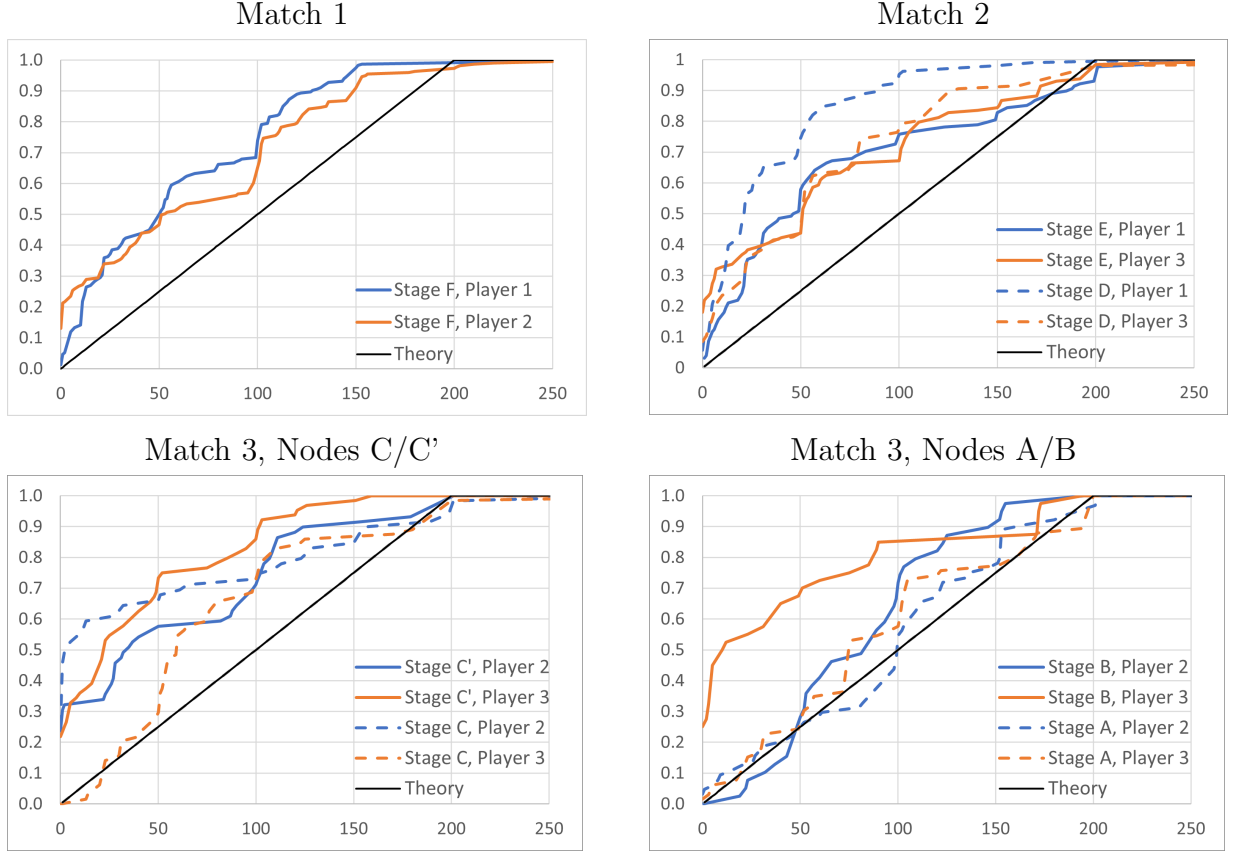 Match 1
1.0
0.9
0.8
0.7
0.6
0.5
0.4
0.3
0.2
0.1
0.0
0 50 100 150 200 250
Stage F, Player 1
Stage F, Player 2
Theory
Match 2
1
0.9
0.8
0.7
0.6
0.5
0.4
0.3
0.2
0.1
0
0 50 100 150 200 250
Stage E, Player 1
Stage E, Player 3
Stage D, Player 1
Stage D, Player 3
Theory
Match 3, Nodes C/C'
1.0
0.9
0.8
0.7
0.6
0.5
0.4
0.3
0.2
0.1
0.0
0 50 100 150 200 250
Stage C', Player 2
Stage C', Player 3
Stage C, Player 2
Stage C, Player 3
Theory
Match 3, Nodes A/B
1.0
0.9
0.8
0.7
0.6
0.5
0.4
0.3
0.2
0.1
0.0
0 50 100 150 200 250
Stage B, Player 2
Stage B, Player 3
Stage A, Player 2
Stage A, Player 3
Theory